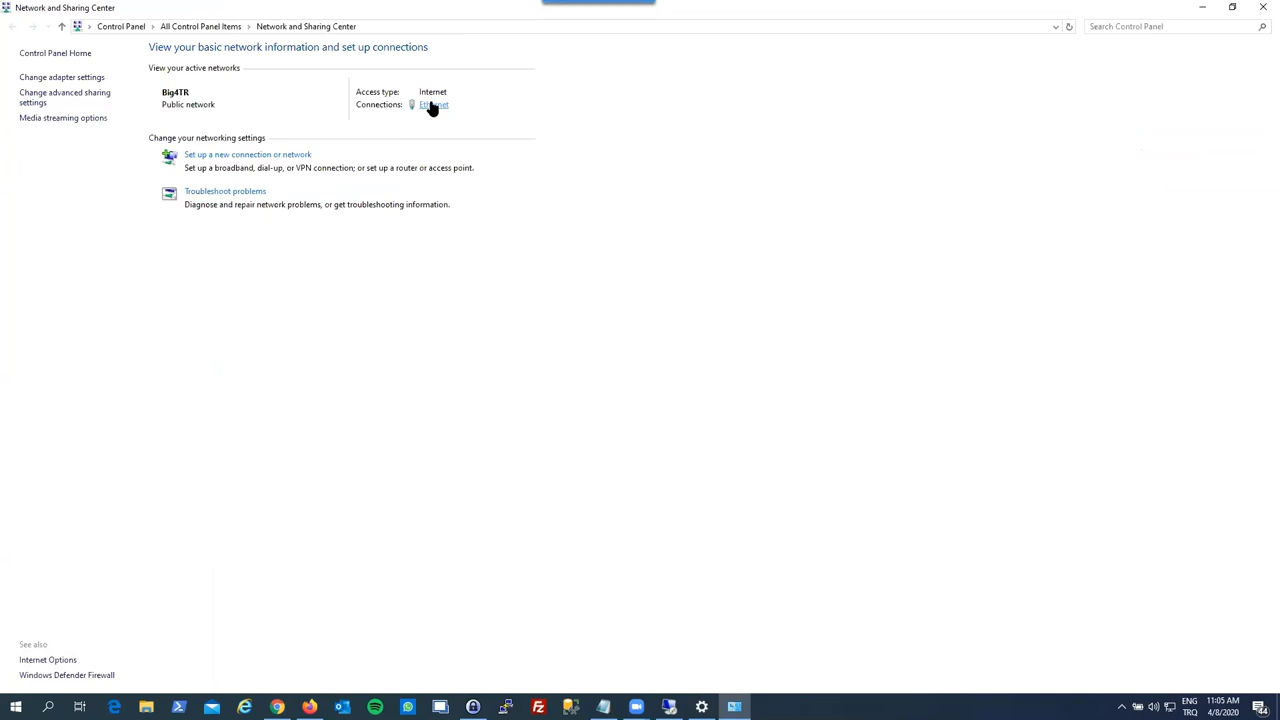 Network and Sharing Center
Control Panel > All Control Panel Items > Network and Sharing Center
Search Control Panel
Control Panel Home
Change adapter settings
Change advanced sharing
settings
Media streaming options
View your basic network information and set up connections
View your active networks
Big4TR
Public network
Access type: Internet
Connections: Ethernet
Change your networking settings
Set up a new connection or network
Set up a broadband, dial-up, or VPN connection; or set up a router or access point.
Troubleshoot problems
Diagnose and repair network problems, or get troubleshooting information.
See also
Internet Options
Windows Defender Firewall
ENG
TRQ
11:05 AM
4/8/2020